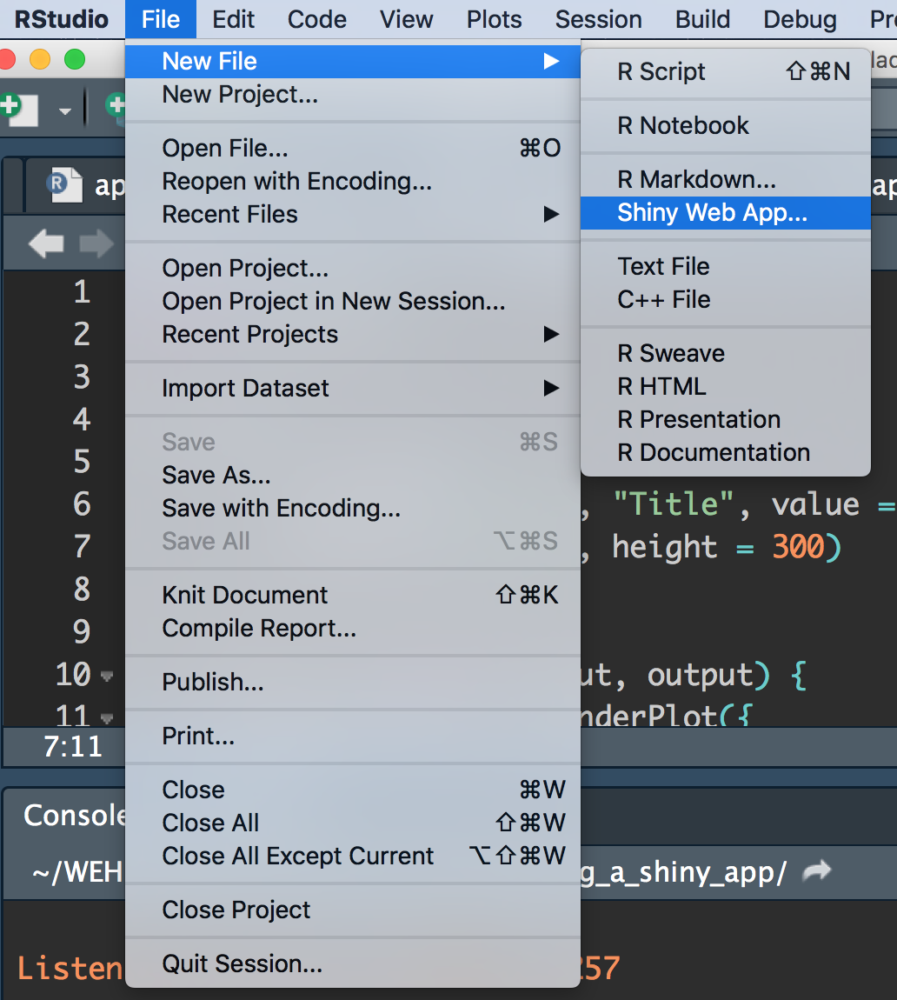 RStudio File Edit Code View Plots Session Build Debug
New File
New Project...
Open File... ⌘O
Reopen with Encoding...
Recent Files
Open Project...
Open Project in New Session...
Recent Projects
Import Dataset
Save ⌘S
Save As...
Save with Encoding...
Save All ⌥⌘S
Knit Document ⇧⌘K
Compile Report...
Publish...
Print...
Close ⌘W
Close All ⇧⌘W
Close All Except Current ⌥⇧⌘W
Close Project
Quit Session...
R Script ⇧⌘N
R Notebook
R Markdown...
Shiny Web App...
Text File
C++ File
R Sweave
R HTML
R Presentation
R Documentation
1
2
3
4
5
6 , "Title", value =
7 , height = 300)
8
9
10 ut, output) {
11 nderPlot({
7:11
Console
~/WEH g_a_shiny_app/
Listen 257